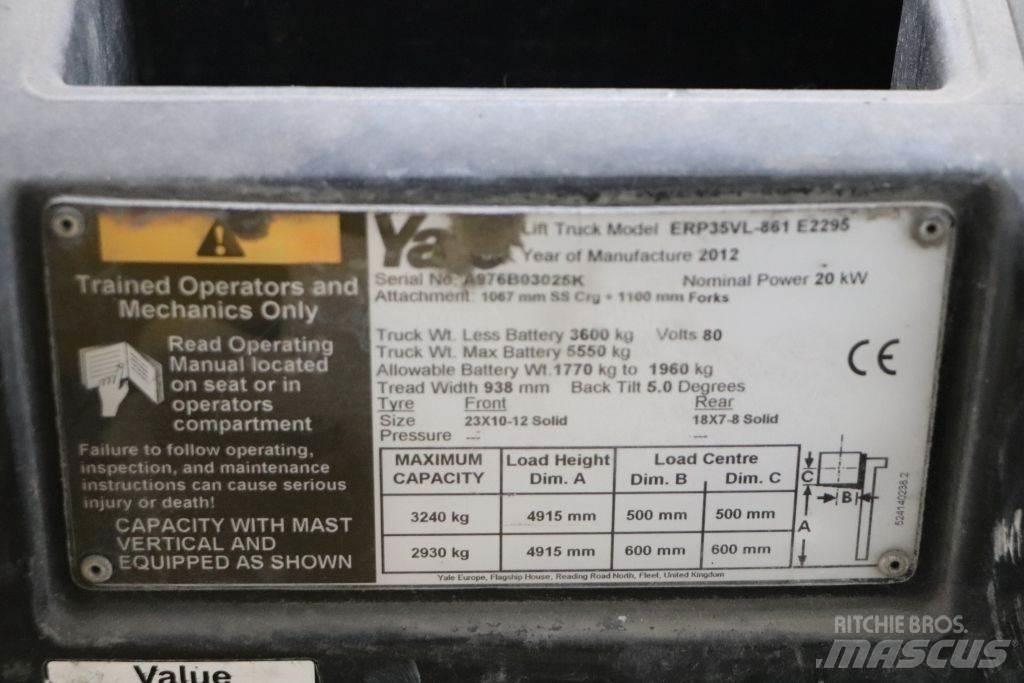 Trained Operators and
Mechanics Only
Read Operating
Manual located
on seat or in
operators
compartment
Failure to follow operating,
inspection, and maintenance
instructions can cause serious
injury or death!
CAPACITY WITH MAST
VERTICAL AND
EQUIPPED AS SHOWN
Lift Truck Model ERP35VL-861 E2295
Year of Manufacture 2012
Serial No: A976B03025K Nominal Power 20 kW
Attachment: 1067 mm SS Crg + 1100 mm Forks
Truck Wt. Less Battery 3600 kg Volts 80
Truck Wt. Max Battery 5550 kg
Allowable Battery Wt. 1770 kg to 1960 kg
Tread Width 938 mm Back Tilt 5.0 Degrees
Tyre Front Rear
Size 23X10-12 Solid 18X7-8 Solid
Pressure --- ---
CE
MAXIMUM CAPACITY Load Height Dim. A Load Centre Dim. B Dim. C
3240 kg 4915 mm 500 mm 500 mm
2930 kg 4915 mm 600 mm 600 mm
C
B
A
524140238.2
Yale Europe, Flagship House, Reading Road North, Fleet, United Kingdom
Value
RITCHIE BROS.
MASCUS